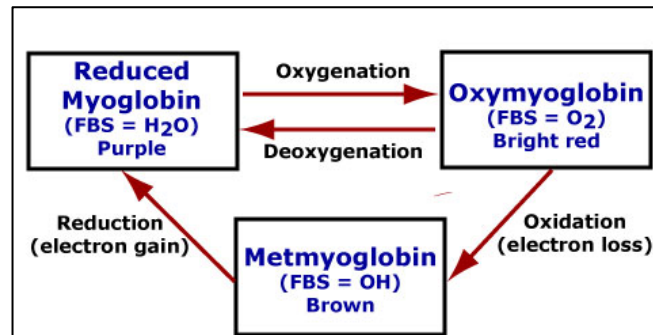 Reduced
Myoglobin
(FBS = H₂O)
Purple
Oxygenation
Deoxygenation
Oxymyoglobin
(FBS = O₂)
Bright red
Reduction
(electron gain)
Oxidation
(electron loss)
Metmyoglobin
(FBS = OH)
Brown